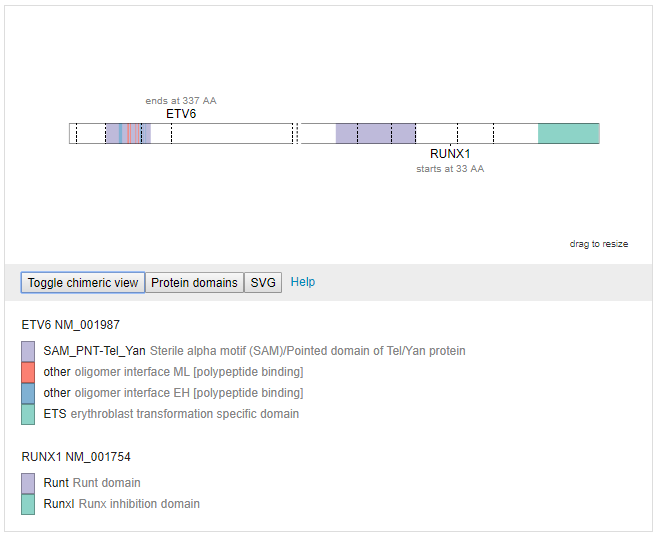 ends at 337 AA
ETV6
RUNX1
starts at 33 AA
drag to resize
Toggle chimeric view Protein domains SVG Help
ETV6 NM_001987
SAM_PNT-Tel_Yan Sterile alpha motif (SAM)/Pointed domain of Tel/Yan protein
other oligomer interface ML [polypeptide binding]
other oligomer interface EH [polypeptide binding]
ETS erythroblast transformation specific domain
RUNX1 NM_001754
Runt Runt domain
RunxI Runx inhibition domain